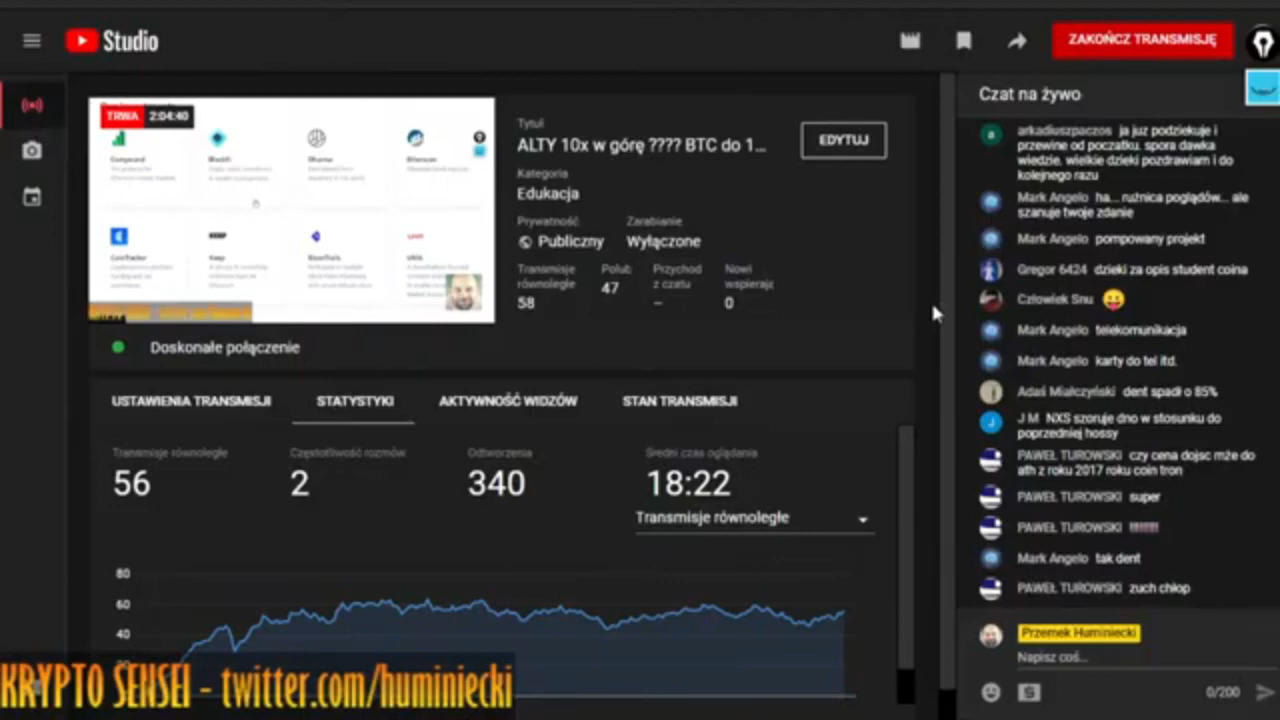 Studio
ZAKOŃCZ TRANSMISJĘ
TRWA 2:04:40
Tytuł
ALTY 10x w górę ???? BTC do 1...
EDYTUJ
Kategoria
Edukacja
Prywatność Zarabianie
Publiczny Wyłączone
Transmisje Polub Przychód Nowi
równoległe z czatu wspierając
58 47 – 0
Doskonałe połączenie
USTAWIENIA TRANSMISJI STATYSTYKI AKTYWNOŚĆ WIDZÓW STAN TRANSMISJI
Transmisje równoległe Częstotliwość rozmów Odtworzenia Średni czas oglądania
56 2 340 18:22
Transmisje równoległe
80
60
40
KRYPTO SENSEI - twitter.com/huminiecki
Czat na żywo
arkadiuszpaczos ja juz podziekuje i
przewine od poczatku. spora dawka
wiedzie. wielkie dzieki pozdrawiam i do
kolejnego razu
Mark Angelo ha... rużnica poglądów... ale
szanuje twoje zdanie
Mark Angelo pompowany projekt
Gregor 6424 dzieki za opis student coina
Człowiek Snu 😛
Mark Angelo telekomunikacja
Mark Angelo karty do tel itd.
Adaś Miałczyński dent spadł o 85%
J M NXS szoruje dno w stosunku do
poprzedniej hossy
PAWEŁ TUROWSKI czy cena dojsc mże do
ath z roku 2017 roku coin tron
PAWEŁ TUROWSKI super
PAWEŁ TUROWSKI
Mark Angelo tak dent
PAWEŁ TUROWSKI zuch chłop
Przemek Huminiecki
Napisz coś...
0/200